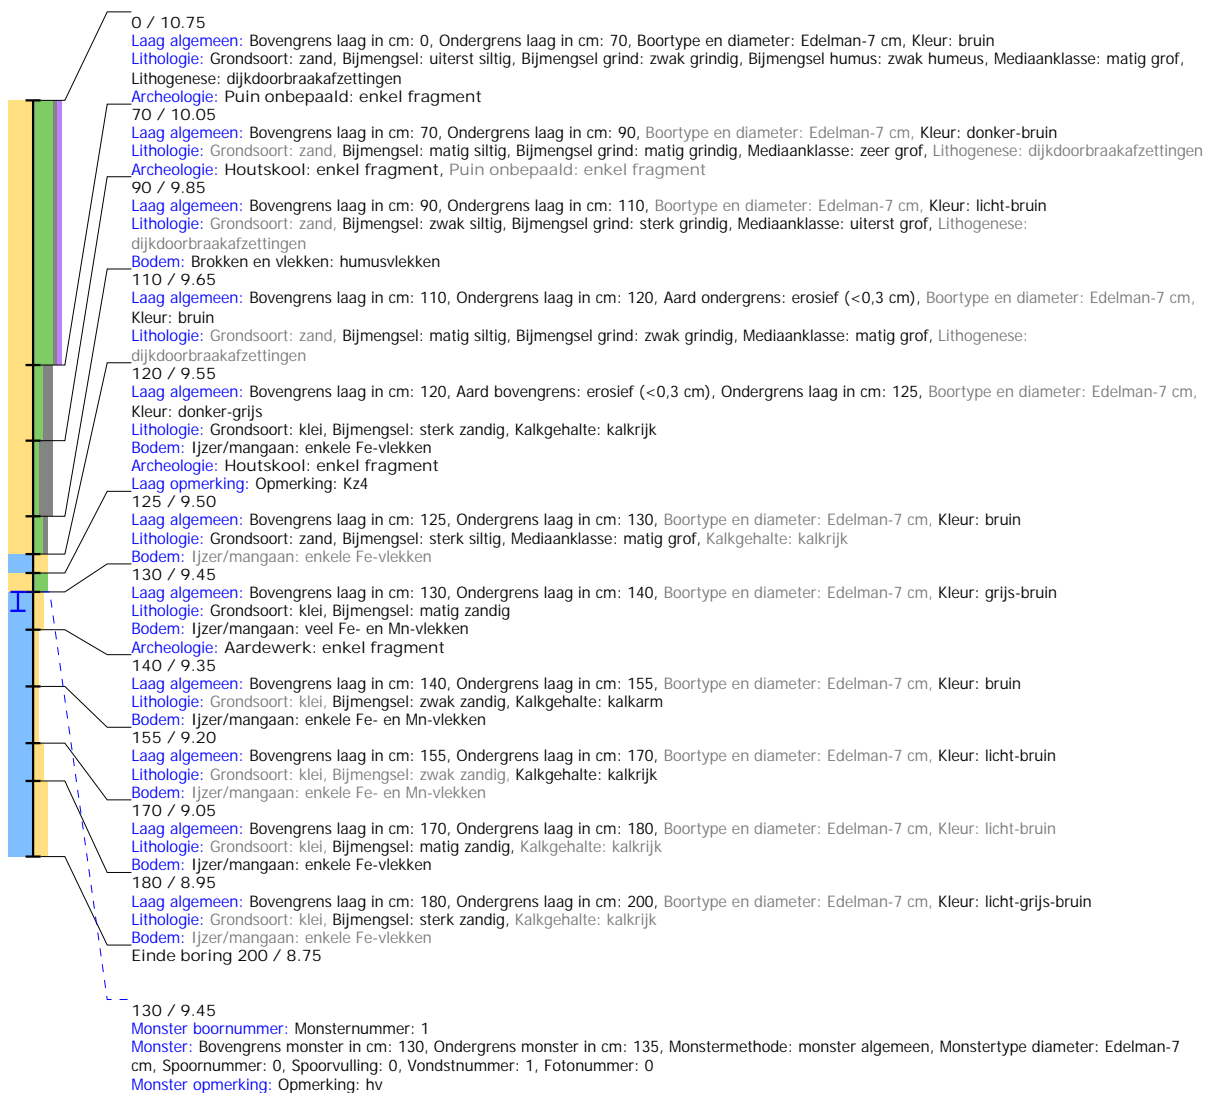 0 / 10.75
Laag algemeen: Bovengrens laag in cm: 0, Ondergrens laag in cm: 70, Boortype en diameter: Edelman-7 cm, Kleur: bruin
Lithologie: Grondsoort: zand, Bijmengsel: uiterst siltig, Bijmengsel grind: zwak grindig, Bijmengsel humus: zwak humeus, Mediaanklasse: matig grof,
Lithogenese: dijkdoorbraakafzettingen
Archeologie: Puin onbepaald: enkel fragment
70 / 10.05
Laag algemeen: Bovengrens laag in cm: 70, Ondergrens laag in cm: 90, Boortype en diameter: Edelman-7 cm, Kleur: donker-bruin
Lithologie: Grondsoort: zand, Bijmengsel: matig siltig, Bijmengsel grind: matig grindig, Mediaanklasse: zeer grof, Lithogenese: dijkdoorbraakafzettingen
Archeologie: Houtskool: enkel fragment, Puin onbepaald: enkel fragment
90 / 9.85
Laag algemeen: Bovengrens laag in cm: 90, Ondergrens laag in cm: 110, Boortype en diameter: Edelman-7 cm, Kleur: licht-bruin
Lithologie: Grondsoort: zand, Bijmengsel: zwak siltig, Bijmengsel grind: sterk grindig, Mediaanklasse: uiterst grof, Lithogenese:
dijkdoorbraakafzettingen
Bodem: Brokken en vlekken: humusvlekken
110 / 9.65
Laag algemeen: Bovengrens laag in cm: 110, Ondergrens laag in cm: 120, Aard ondergrens: erosief (<0,3 cm), Boortype en diameter: Edelman-7 cm,
Kleur: bruin
Lithologie: Grondsoort: zand, Bijmengsel: matig siltig, Bijmengsel grind: zwak grindig, Mediaanklasse: matig grof, Lithogenese:
dijkdoorbraakafzettingen
120 / 9.55
Laag algemeen: Bovengrens laag in cm: 120, Aard bovengrens: erosief (<0,3 cm), Ondergrens laag in cm: 125, Boortype en diameter: Edelman-7 cm,
Kleur: donker-grijs
Lithologie: Grondsoort: klei, Bijmengsel: sterk zandig, Kalkgehalte: kalkrijk
Bodem: Ijzer/mangaan: enkele Fe-vlekken
Archeologie: Houtskool: enkel fragment
Laag opmerking: Opmerking: Kz4
125 / 9.50
Laag algemeen: Bovengrens laag in cm: 125, Ondergrens laag in cm: 130, Boortype en diameter: Edelman-7 cm, Kleur: bruin
Lithologie: Grondsoort: zand, Bijmengsel: sterk siltig, Mediaanklasse: matig grof, Kalkgehalte: kalkrijk
Bodem: Ijzer/mangaan: enkele Fe-vlekken
130 / 9.45
Laag algemeen: Bovengrens laag in cm: 130, Ondergrens laag in cm: 140, Boortype en diameter: Edelman-7 cm, Kleur: grijs-bruin
Lithologie: Grondsoort: klei, Bijmengsel: matig zandig
Bodem: Ijzer/mangaan: veel Fe- en Mn-vlekken
Archeologie: Aardewerk: enkel fragment
140 / 9.35
Laag algemeen: Bovengrens laag in cm: 140, Ondergrens laag in cm: 155, Boortype en diameter: Edelman-7 cm, Kleur: bruin
Lithologie: Grondsoort: klei, Bijmengsel: zwak zandig, Kalkgehalte: kalkarm
Bodem: Ijzer/mangaan: enkele Fe- en Mn-vlekken
155 / 9.20
Laag algemeen: Bovengrens laag in cm: 155, Ondergrens laag in cm: 170, Boortype en diameter: Edelman-7 cm, Kleur: licht-bruin
Lithologie: Grondsoort: klei, Bijmengsel: zwak zandig, Kalkgehalte: kalkrijk
Bodem: Ijzer/mangaan: enkele Fe- en Mn-vlekken
170 / 9.05
Laag algemeen: Bovengrens laag in cm: 170, Ondergrens laag in cm: 180, Boortype en diameter: Edelman-7 cm, Kleur: licht-bruin
Lithologie: Grondsoort: klei, Bijmengsel: matig zandig, Kalkgehalte: kalkrijk
Bodem: Ijzer/mangaan: enkele Fe-vlekken
180 / 8.95
Laag algemeen: Bovengrens laag in cm: 180, Ondergrens laag in cm: 200, Boortype en diameter: Edelman-7 cm, Kleur: licht-grijs-bruin
Lithologie: Grondsoort: klei, Bijmengsel: sterk zandig, Kalkgehalte: kalkrijk
Bodem: Ijzer/mangaan: enkele Fe-vlekken
Einde boring 200 / 8.75
130 / 9.45
Monster boornummer: Monsternummer: 1
Monster: Bovengrens monster in cm: 130, Ondergrens monster in cm: 135, Monstermethode: monster algemeen, Monstertype diameter: Edelman-7
cm, Spoornummer: 0, Spoorvulling: 0, Vondstnummer: 1, Fotonummer: 0
Monster opmerking: Opmerking: hv